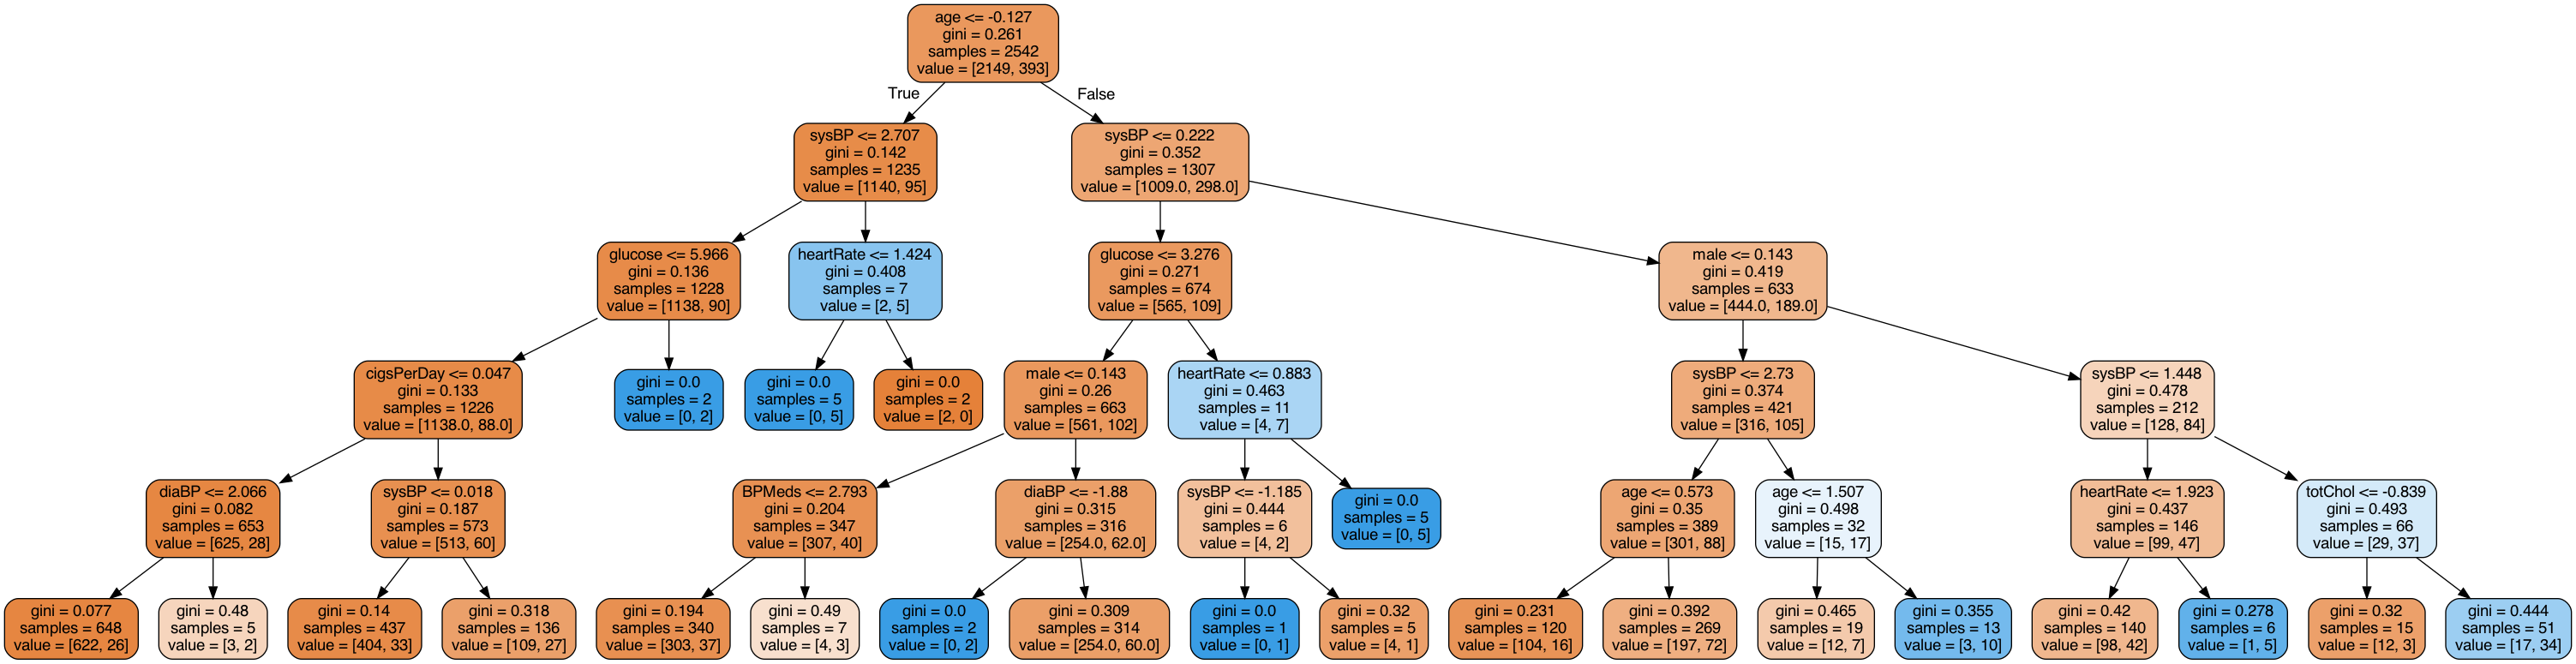 age <= -0.127
gini = 0.261
samples = 2542
value = [2149, 393]
True
False
sysBP <= 2.707
gini = 0.142
samples = 1235
value = [1140, 95]
sysBP <= 0.222
gini = 0.352
samples = 1307
value = [1009.0, 298.0]
glucose <= 5.966
gini = 0.136
samples = 1228
value = [1138, 90]
heartRate <= 1.424
gini = 0.408
samples = 7
value = [2, 5]
glucose <= 3.276
gini = 0.271
samples = 674
value = [565, 109]
male <= 0.143
gini = 0.419
samples = 633
value = [444.0, 189.0]
cigsPerDay <= 0.047
gini = 0.133
samples = 1226
value = [1138.0, 88.0]
gini = 0.0
samples = 2
value = [0, 2]
gini = 0.0
samples = 5
value = [0, 5]
gini = 0.0
samples = 2
value = [2, 0]
male <= 0.143
gini = 0.26
samples = 663
value = [561, 102]
heartRate <= 0.883
gini = 0.463
samples = 11
value = [4, 7]
sysBP <= 2.73
gini = 0.374
samples = 421
value = [316, 105]
sysBP <= 1.448
gini = 0.478
samples = 212
value = [128, 84]
diaBP <= 2.066
gini = 0.082
samples = 653
value = [625, 28]
sysBP <= 0.018
gini = 0.187
samples = 573
value = [513, 60]
BPMeds <= 2.793
gini = 0.204
samples = 347
value = [307, 40]
diaBP <= -1.88
gini = 0.315
samples = 316
value = [254.0, 62.0]
sysBP <= -1.185
gini = 0.444
samples = 6
value = [4, 2]
gini = 0.0
samples = 5
value = [0, 5]
age <= 0.573
gini = 0.35
samples = 389
value = [301, 88]
age <= 1.507
gini = 0.498
samples = 32
value = [15, 17]
heartRate <= 1.923
gini = 0.437
samples = 146
value = [99, 47]
totChol <= -0.839
gini = 0.493
samples = 66
value = [29, 37]
gini = 0.077
samples = 648
value = [622, 26]
gini = 0.48
samples = 5
value = [3, 2]
gini = 0.14
samples = 437
value = [404, 33]
gini = 0.318
samples = 136
value = [109, 27]
gini = 0.194
samples = 340
value = [303, 37]
gini = 0.49
samples = 7
value = [4, 3]
gini = 0.0
samples = 2
value = [0, 2]
gini = 0.309
samples = 314
value = [254.0, 60.0]
gini = 0.0
samples = 1
value = [0, 1]
gini = 0.32
samples = 5
value = [4, 1]
gini = 0.231
samples = 120
value = [104, 16]
gini = 0.392
samples = 269
value = [197, 72]
gini = 0.465
samples = 19
value = [12, 7]
gini = 0.355
samples = 13
value = [3, 10]
gini = 0.42
samples = 140
value = [98, 42]
gini = 0.278
samples = 6
value = [1, 5]
gini = 0.32
samples = 15
value = [12, 3]
gini = 0.444
samples = 51
value = [17, 34]